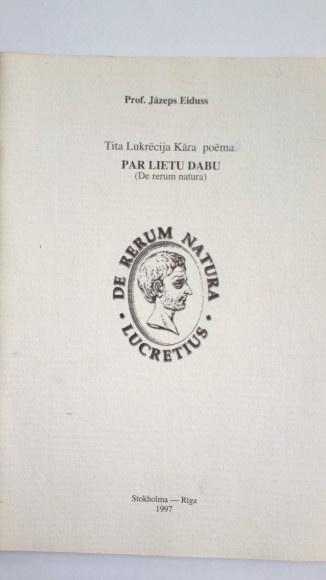 Prof. Jāzeps Eiduss
Tita Lukrēcija Kāra poēma:
PAR LIETU DABU
(De rerum natura)
DE RERUM NATURA
• LUCRETIUS •
Stokholma — Rīga
1997